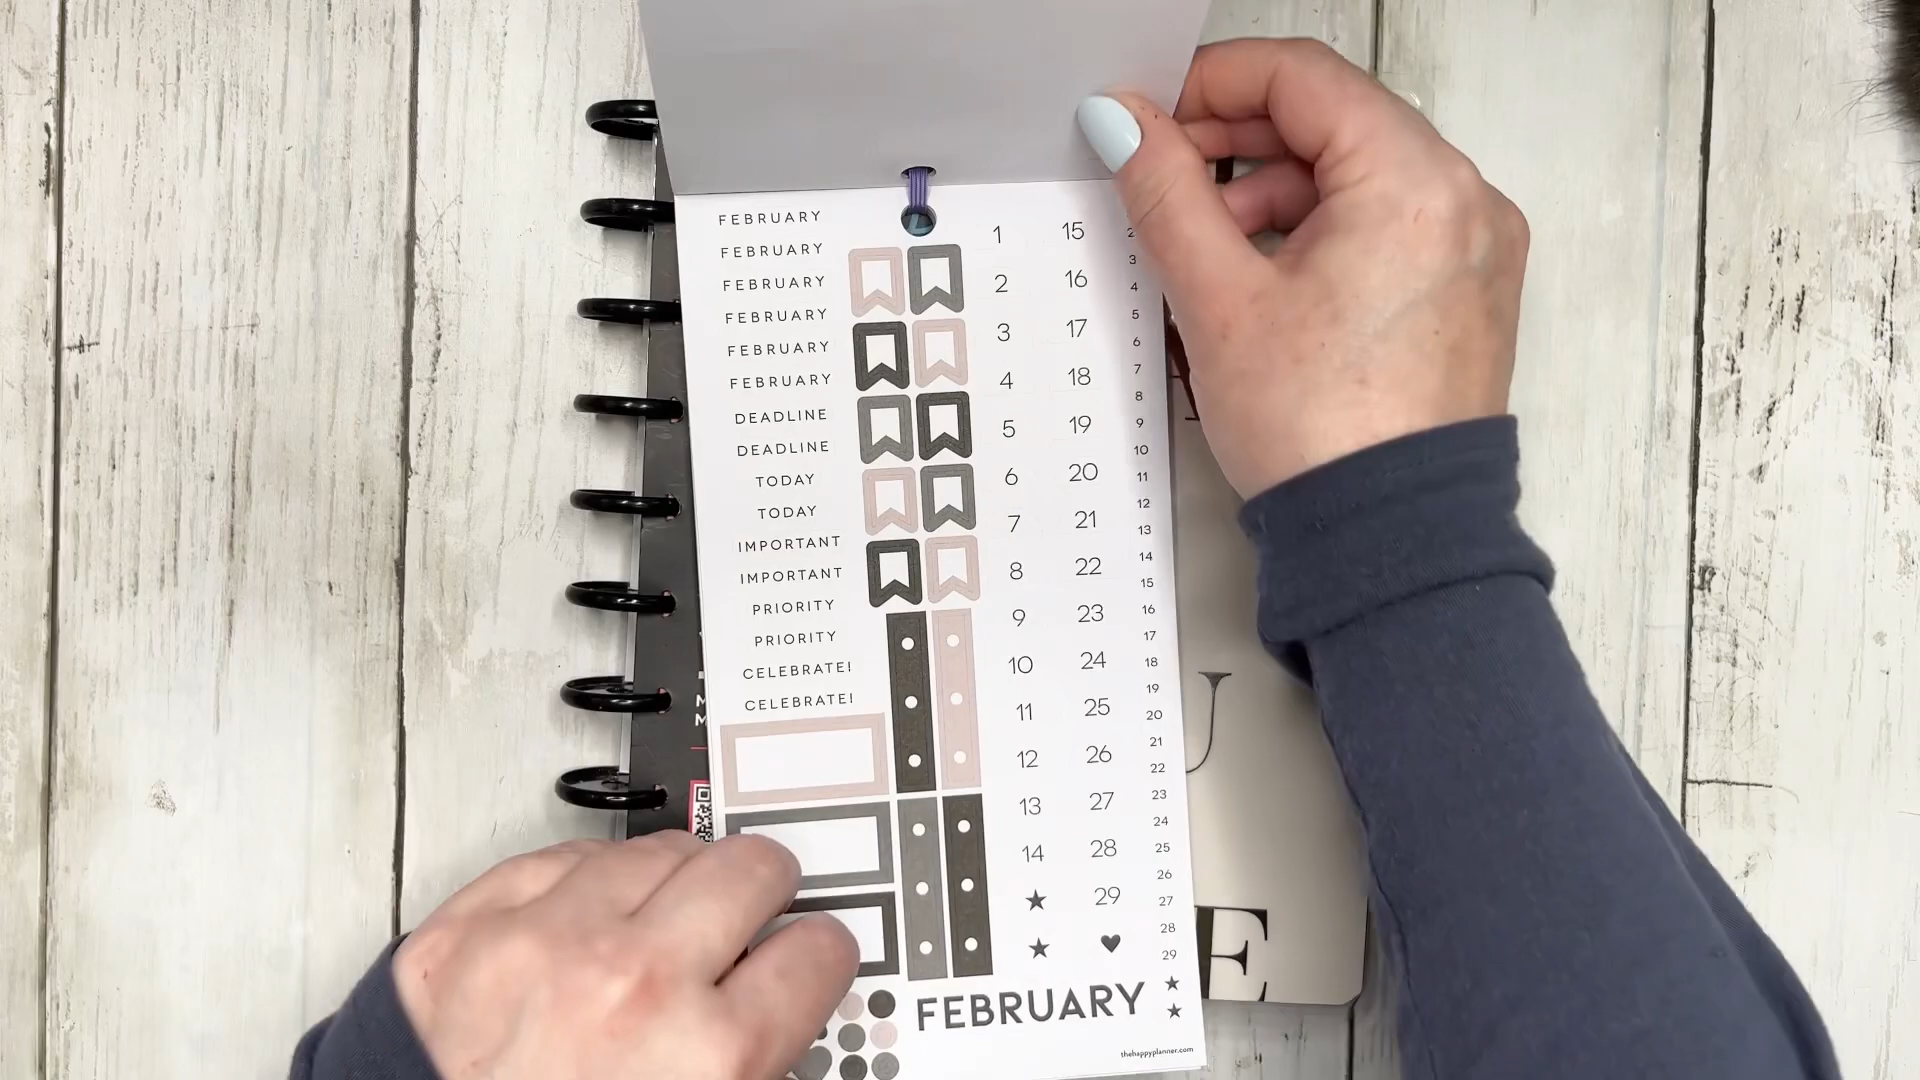 FEBRUARY
FEBRUARY
FEBRUARY
FEBRUARY
FEBRUARY
FEBRUARY
DEADLINE
DEADLINE
TODAY
TODAY
IMPORTANT
IMPORTANT
PRIORITY
PRIORITY
CELEBRATE!
CELEBRATE!
1
2
3
4
5
6
7
8
9
10
11
12
13
14
15
16
17
18
19
20
21
22
23
24
25
26
27
28
29
2
3
4
5
6
7
8
9
10
11
12
13
14
15
16
17
18
19
20
21
22
23
24
25
26
27
28
29
FEBRUARY
thehappyplanner.com
M
M
U
E